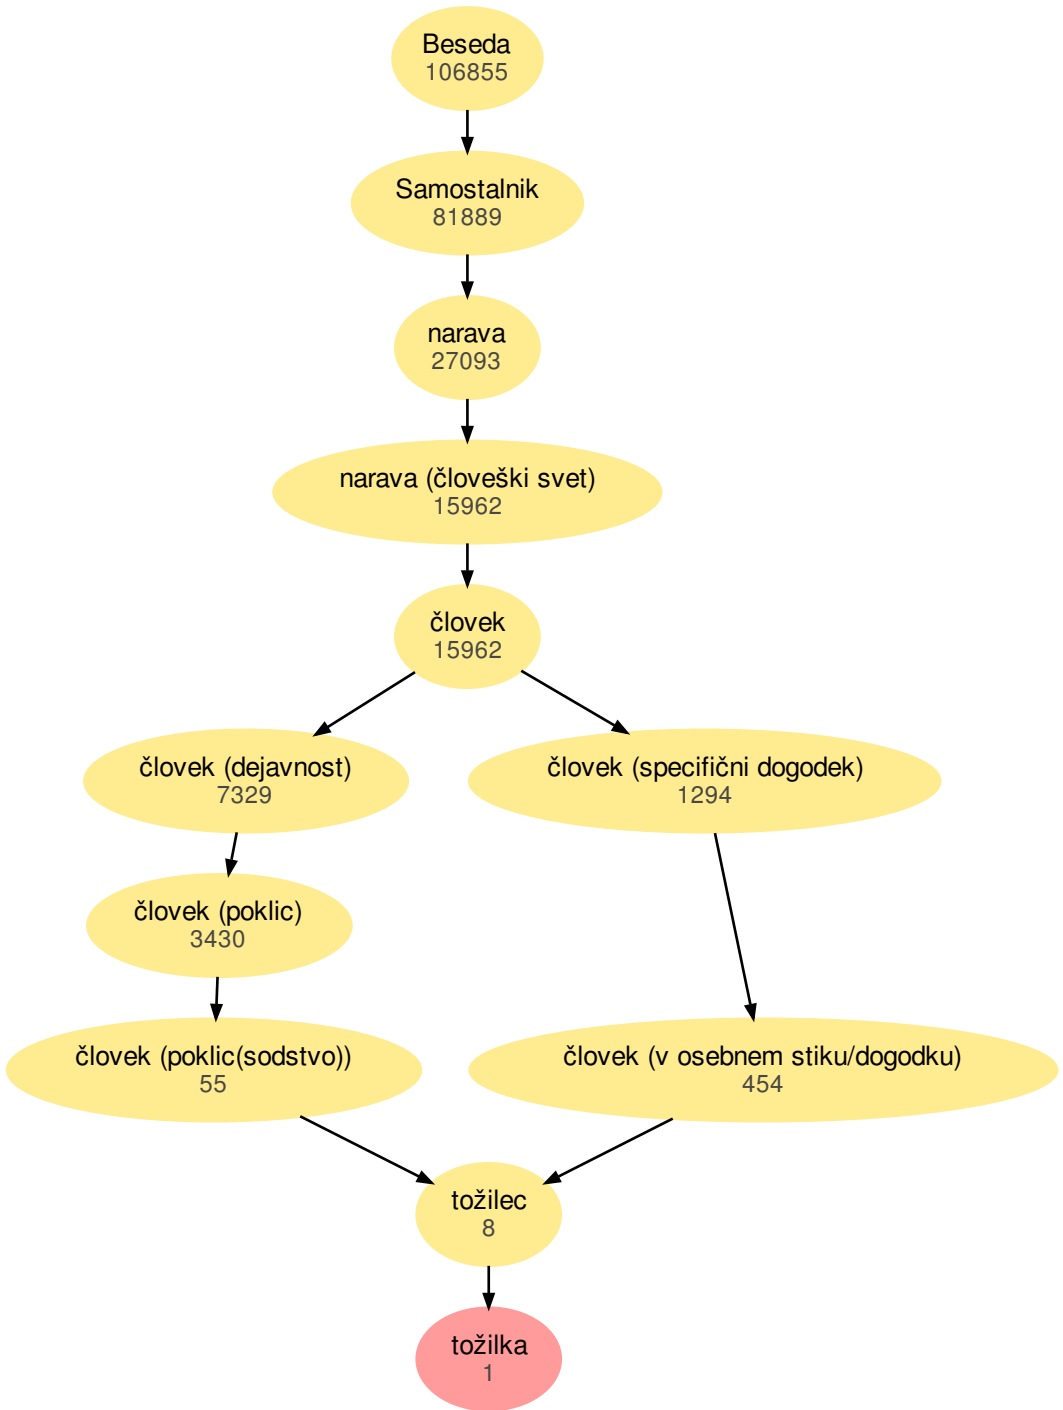 Beseda
106855
Samostalnik
81889
narava
27093
narava (človeški svet)
15962
človek
15962
človek (dejavnost)
7329
človek (specifični dogodek)
1294
človek (poklic)
3430
človek (poklic(sodstvo))
55
človek (v osebnem stiku/dogodku)
454
tožilec
8
tožilka
1